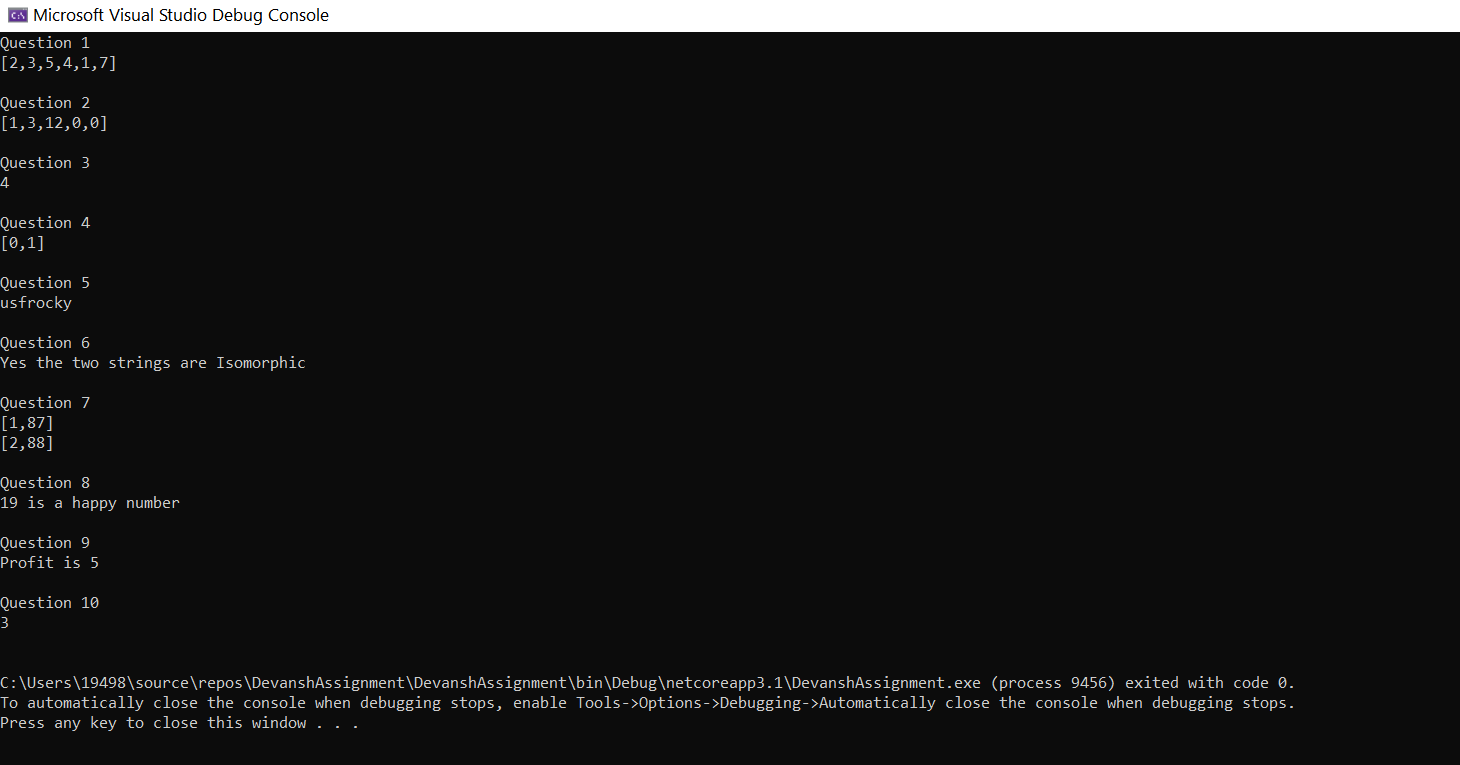 Microsoft Visual Studio Debug Console
Question 1
[2,3,5,4,1,7]
Question 2
[1,3,12,0,0]
Question 3
4
Question 4
[0,1]
Question 5
usfrocky
Question 6
Yes the two strings are Isomorphic
Question 7
[1,87]
[2,88]
Question 8
19 is a happy number
Question 9
Profit is 5
Question 10
3
C:\Users\19498\source\repos\DevanshAssignment\DevanshAssignment\bin\Debug\netcoreapp3.1\DevanshAssignment.exe (process 9456) exited with code 0.
To automatically close the console when debugging stops, enable Tools->Options->Debugging->Automatically close the console when debugging stops.
Press any key to close this window . . .